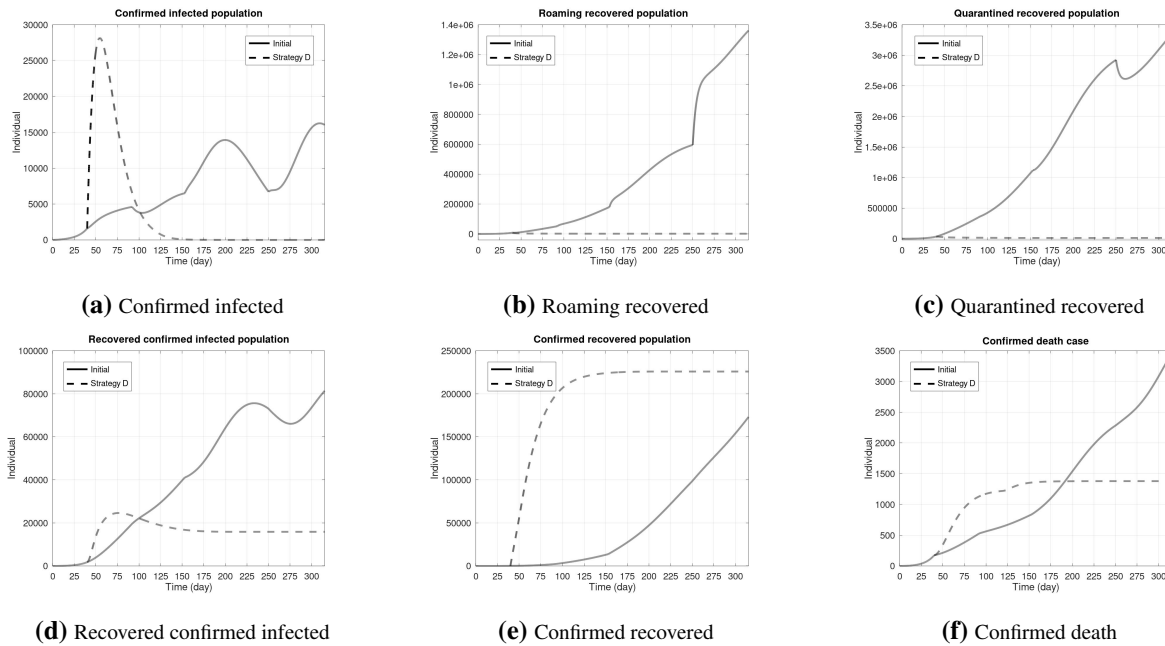 Confirmed infected population
30000
25000
20000
15000
10000
5000
0
Individual
Initial
Strategy D
0 25 50 75 100 125 150 175 200 225 250 275 300
Time (day)
(a) Confirmed infected
Roaming recovered population
1.4e+06
1.2e+06
1e+06
800000
600000
400000
200000
0
Individual
Initial
Strategy D
0 25 50 75 100 125 150 175 200 225 250 275 300
Time (day)
(b) Roaming recovered
Quarantined recovered population
3.5e+06
3e+06
2.5e+06
2e+06
1.5e+06
1e+06
500000
0
Individual
Initial
Strategy D
0 25 50 75 100 125 150 175 200 225 250 275 300
Time (day)
(c) Quarantined recovered
Recovered confirmed infected population
100000
80000
60000
40000
20000
0
Individual
Initial
Strategy D
0 25 50 75 100 125 150 175 200 225 250 275 300
Time (day)
(d) Recovered confirmed infected
Confirmed recovered population
250000
200000
150000
100000
50000
0
Individual
Initial
Strategy D
0 25 50 75 100 125 150 175 200 225 250 275 300
Time (day)
(e) Confirmed recovered
Confirmed death case
3500
3000
2500
2000
1500
1000
500
0
Individual
Initial
Strategy D
0 25 50 75 100 125 150 175 200 225 250 275 300
Time (day)
(f) Confirmed death